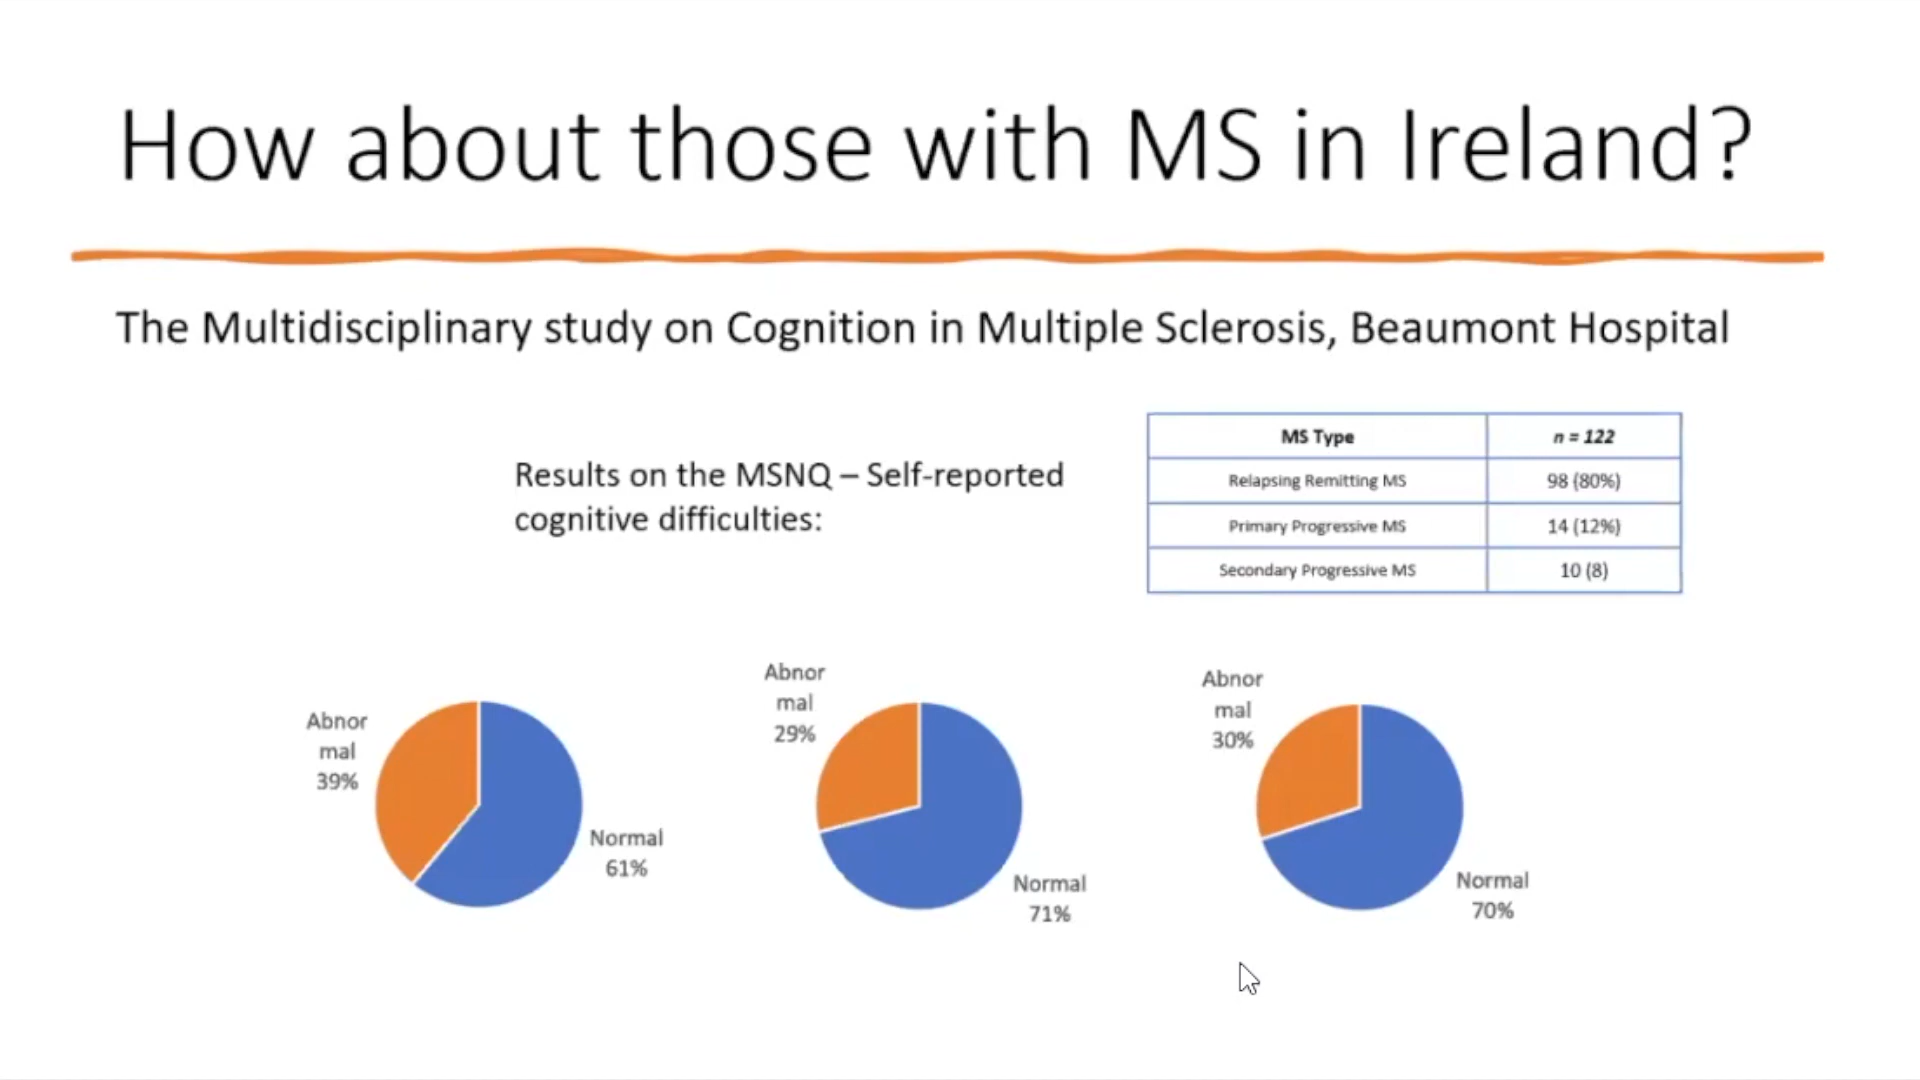 How about those with MS in Ireland?
The Multidisciplinary study on Cognition in Multiple Sclerosis, Beaumont Hospital
Results on the MSNQ – Self-reported
cognitive difficulties:
MS Type n = 122
Relapsing Remitting MS 98 (80%)
Primary Progressive MS 14 (12%)
Secondary Progressive MS 10 (8)
Abnor
mal
39%
Normal
61%
Abnor
mal
29%
Normal
71%
Abnor
mal
30%
Normal
70%